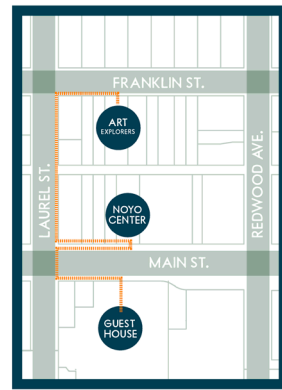 FRANKLIN ST.
ART
EXPLORERS
LAUREL ST.
REDWOOD AVE.
NOYO
CENTER
MAIN ST.
GUEST
HOUSE